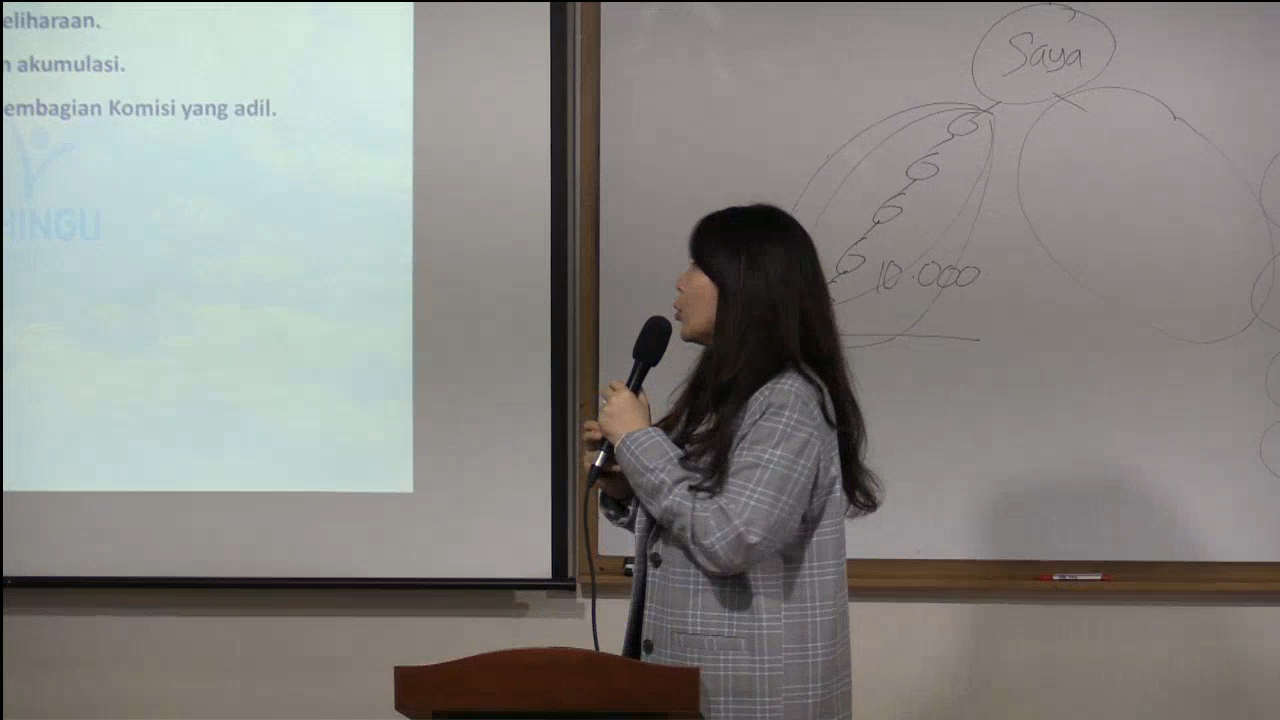 eliharaan.
n akumulasi.
embagian Komisi yang adil.
HINGU
Saya
10.000